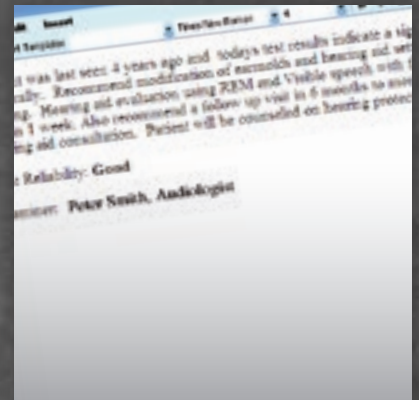 Insert
Times New Roman
was last seen 4 years ago and todays test results indicate a sig
Recommend modification of earmolds and hearing aid
Hearing aid evaluation using REM and Visible speech with
1 week. Also recommend a follow up visit in 6 months to
ing aid consultation. Patient will be counseled on hearing protec
Reliability: Good
Peter Smith, Audiologist